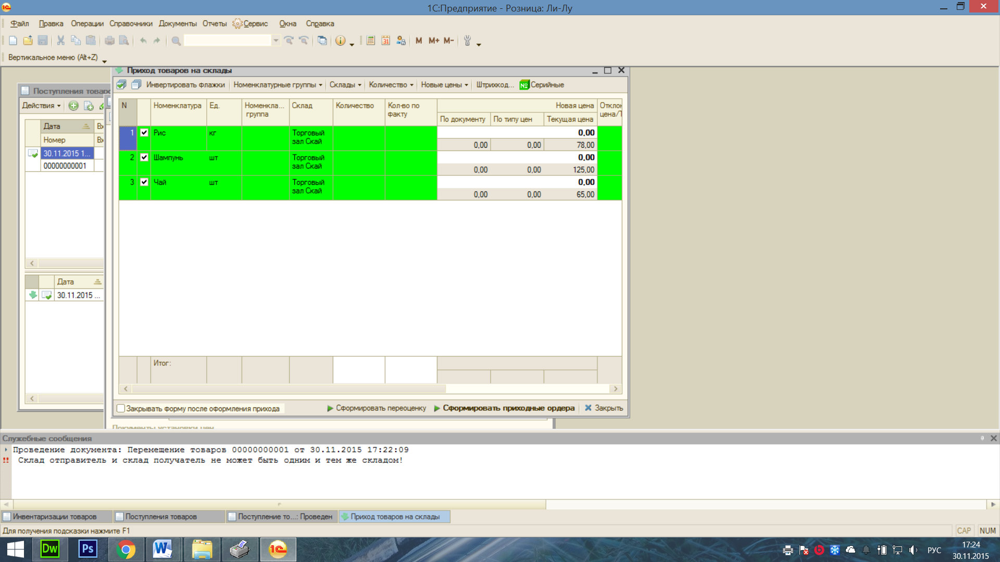 1С:Предприятие - Розница: Ли-Лу
Файл Правка Операции Справочники Документы Отчеты Сервис Окна Справка
31 M M+ M-
Вертикальное меню (Alt+Z)
Поступления товаро
Действия
Дата Вх
Номер Вх
30.11.2015 1...
00000000001
Дата
30.11.2015 ...
Приход товаров на склады
Инвертировать флажки Номенклатурные группы Склады Количество Новые цены Штрихкод... № Серийные
N Номенклатура Ед. Номенкла... группа Склад Количество Кол-во по факту Новая цена Отклон цена/Т
По документу По типу цен Текущая цена
1 Рис кг Торговый зал Скай 0,00
0,00 0,00 78,00
2 Шампунь шт Торговый зал Скай 0,00
0,00 0,00 125,00
3 Чай шт Торговый зал Скай 0,00
0,00 0,00 65,00
Итог:
Закрывать форму после оформления прихода Сформировать переоценку Сформировать приходные ордера Закрыть
Документы установки цен
Служебные сообщения
Проведение документа: Перемещение товаров 00000000001 от 30.11.2015 17:22:09
!! Склад отправитель и склад получатель не может быть одним и тем же складом!
Инвентаризации товаров Поступления товаров Поступление то...: Проведен Приход товаров на склады
Для получения подсказки нажмите F1 CAP NUM
Dw Ps W 1С РУС 17:24
30.11.2015